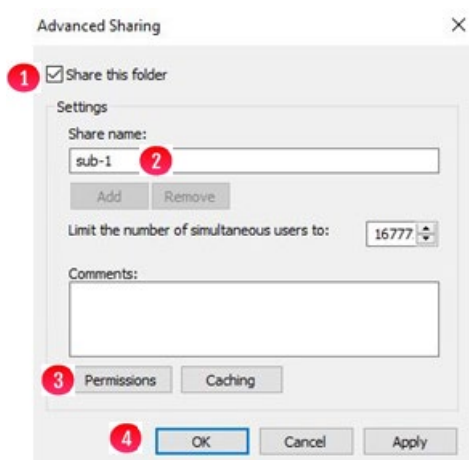 Advanced Sharing
1 Share this folder
Settings
Share name:
sub-1 2
Add Remove
Limit the number of simultaneous users to: 16777
Comments:
3 Permissions Caching
4 OK Cancel Apply